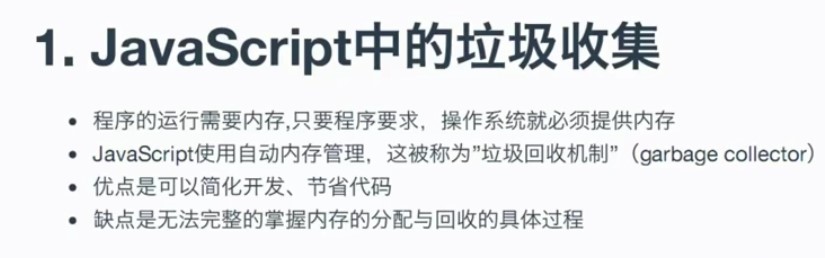 1. JavaScript中的垃圾收集
• 程序的运行需要内存,只要程序要求，操作系统就必须提供内存
• JavaScript使用自动内存管理，这被称为”垃圾回收机制”（garbage collector）
• 优点是可以简化开发、节省代码
• 缺点是无法完整的掌握内存的分配与回收的具体过程